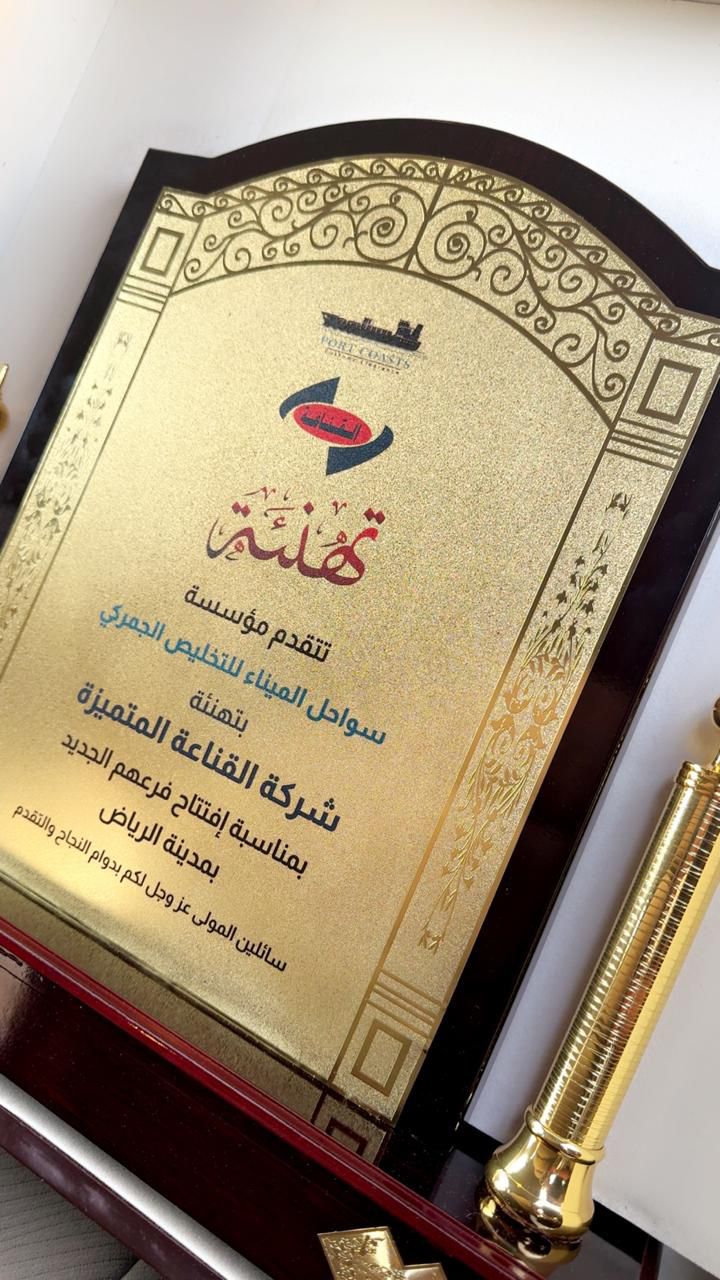 PORT COASTS
القناعة
تهنئة
تتقدم مؤسسة
سواحل الميناء للتخليص الجمركي
بتهنئة
شركة القناعة المتميزة
بمناسبة إفتتاح فرعهم الجديد
بمدينة الرياض
سائلين المولى عز وجل لكم بدوام النجاح والتقدم